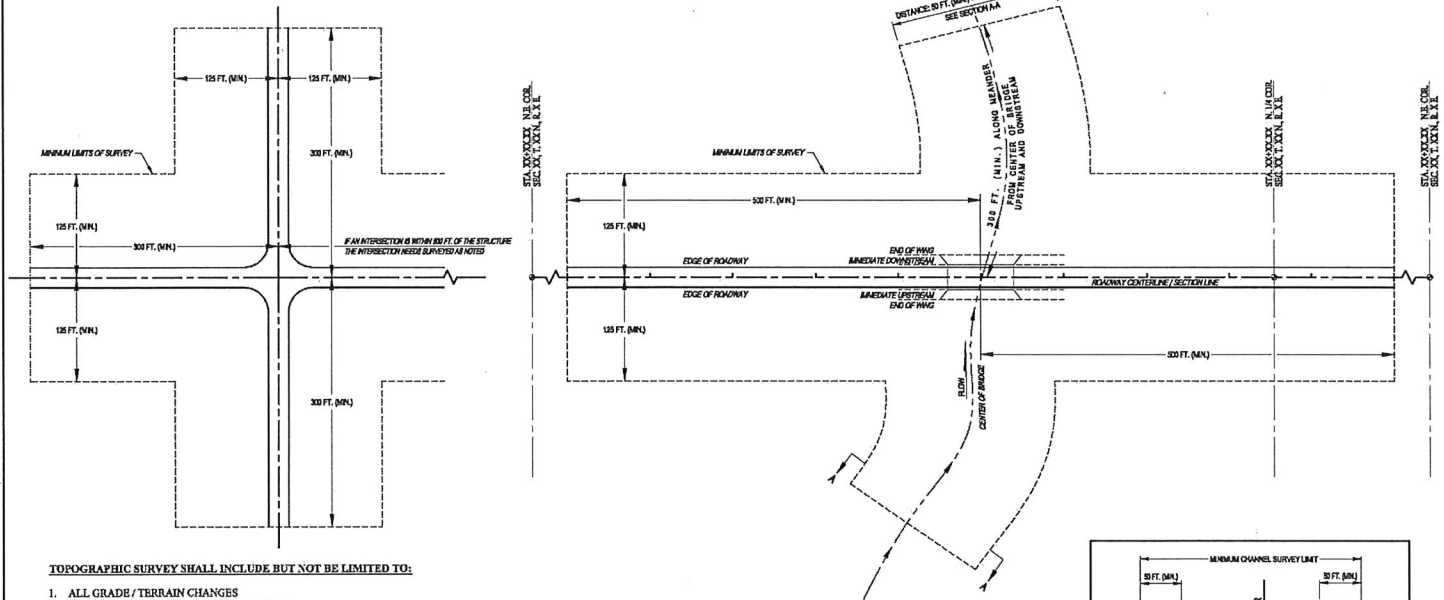 125 FT. (MIN.)
125 FT. (MIN.)
300 FT. (MIN.)
MINIMUM LIMITS OF SURVEY
125 FT. (MIN.)
300 FT. (MIN.)
IF AN INTERSECTION IS WITHIN 500 FT. OF THE STRUCTURE
THE INTERSECTION NEEDS SURVEYED AS NOTED
125 FT. (MIN.)
300 FT. (MIN.)
STA. XX+XX.XX N.E. COR.
SEC. XX, T. XX N., R. X E.
DISTANCE: 50 FT. (MIN.)
SEE SECTION A-A
300 FT. (MIN.) ALONG MEANDER
FROM CENTER OF BRIDGE
UPSTREAM AND DOWNSTREAM
STA. XX+XX.XX N. 1/4 COR.
SEC. XX, T. XX N., R. X E.
STA. XX+XX.XX N.E. COR.
SEC. XX, T. XX N., R. X E.
MINIMUM LIMITS OF SURVEY
500 FT. (MIN.)
125 FT. (MIN.)
END OF WING
EDGE OF ROADWAY
IMMEDIATE DOWNSTREAM
ROADWAY CENTERLINE / SECTION LINE
EDGE OF ROADWAY
IMMEDIATE UPSTREAM
END OF WING
125 FT. (MIN.)
500 FT. (MIN.)
FLOW
CENTER OF BRIDGE
A
A
MINIMUM CHANNEL SURVEY LIMIT
50 FT. (MIN.)
50 FT. (MIN.)
TOPOGRAPHIC SURVEY SHALL INCLUDE BUT NOT BE LIMITED TO:
1. ALL GRADE / TERRAIN CHANGES